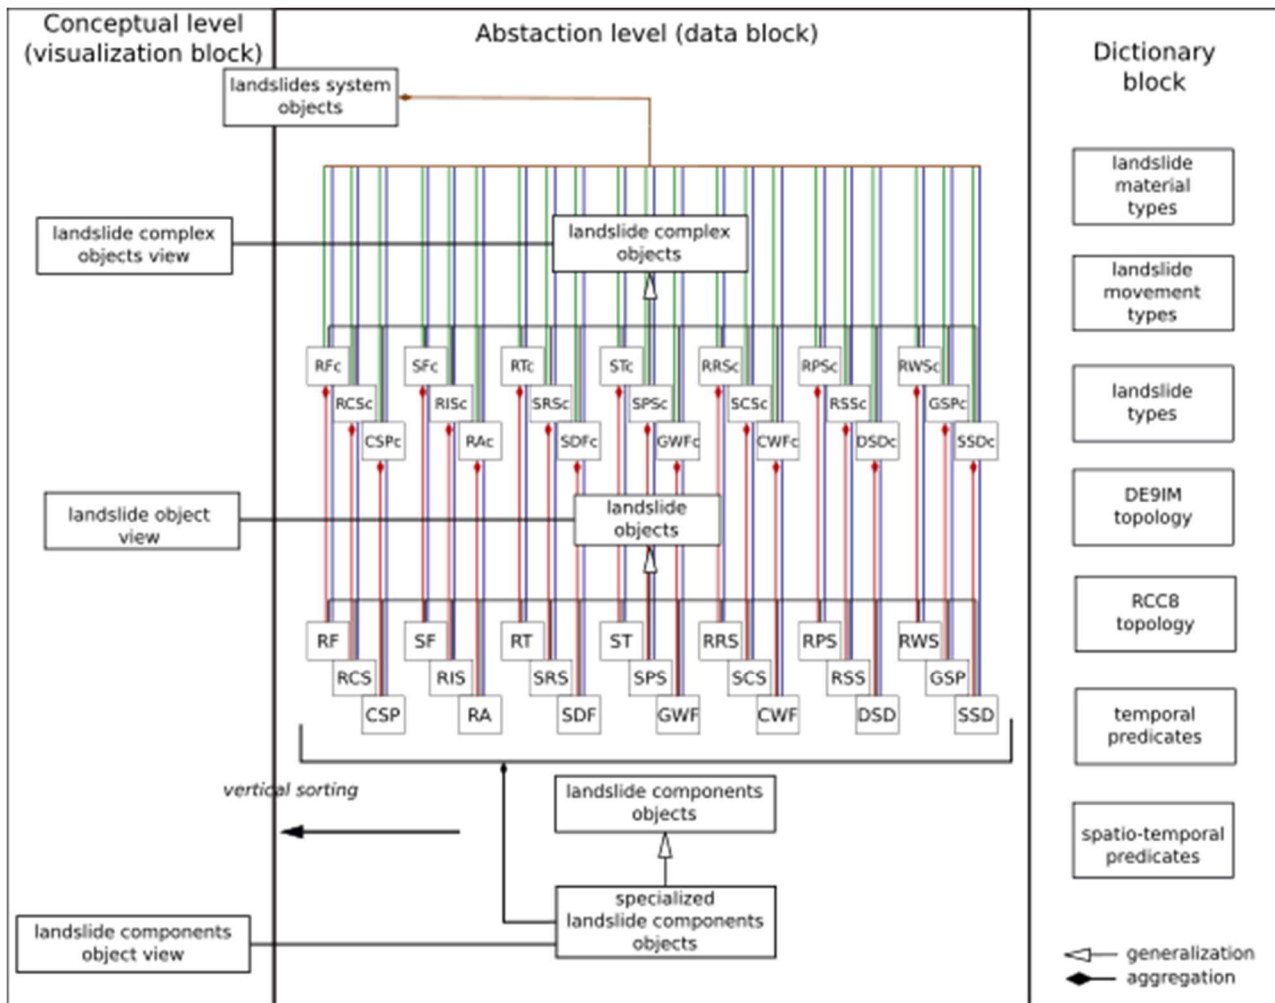 Conceptual level
(visualization block)
Abstaction level (data block)
Dictionary
block
landslides system
objects
landslide complex
objects view
landslide complex
objects
RFc
SFc
RTc
STc
RRSc
RPSc
RWSc
RCSc
RISc
SRSc
SPSc
SCSc
RSSc
GSPc
CSPc
RAc
SDFc
GWFc
CWFc
DSDc
SSDc
landslide object
view
landslide
objects
RF
SF
RT
ST
RRS
RPS
RWS
RCS
RIS
SRS
SPS
SCS
RSS
GSP
CSP
RA
SDF
GWF
CWF
DSD
SSD
vertical sorting
landslide components
objects
specialized
landslide components
objects
landslide components
object view
landslide
material
types
landslide
movement
types
landslide
types
DE9IM
topology
RCC8
topology
temporal
predicates
spatio-temporal
predicates
generalization
aggregation